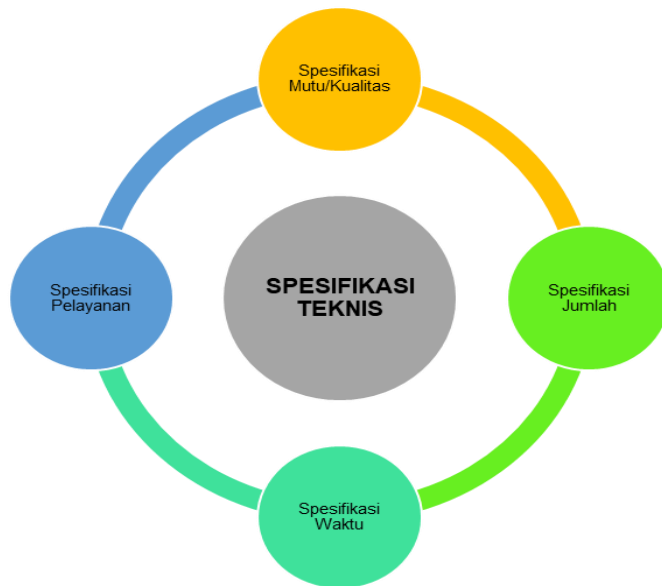 Spesifikasi
Mutu/Kualitas
Spesifikasi
Pelayanan
SPESIFIKASI
TEKNIS
Spesifikasi
Jumlah
Spesifikasi
Waktu